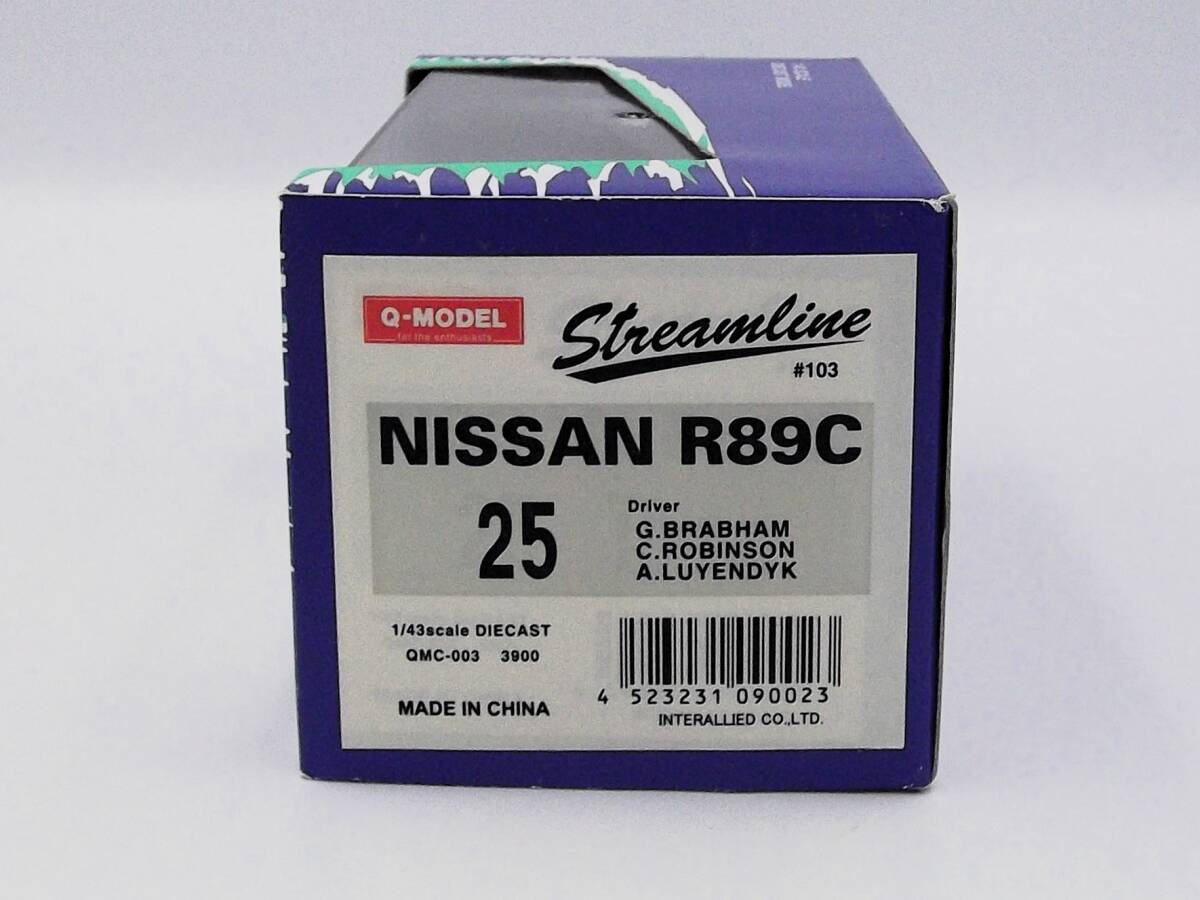 Q-MODEL
for the enthusiasts
Streamline
#103
NISSAN R89C
25
Driver
G.BRABHAM
C.ROBINSON
A.LUYENDYK
1/43scale DIECAST
QMC-003 3900
MADE IN CHINA
4 523231 090023
INTERALLIED CO.,LTD.